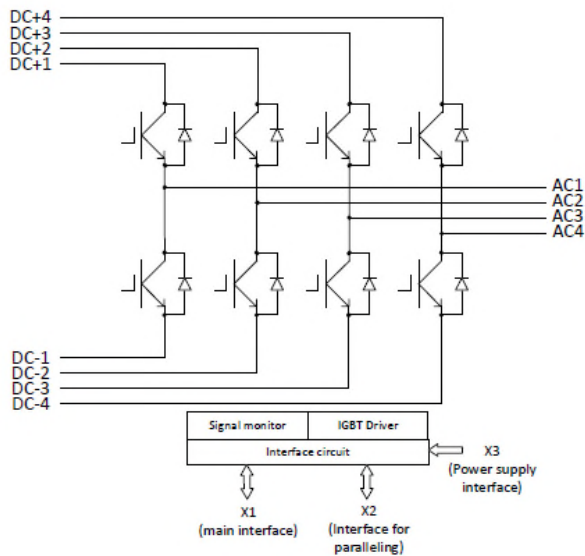 DC+4
DC+3
DC+2
DC+1
AC1
AC2
AC3
AC4
DC-1
DC-2
DC-3
DC-4
Signal monitor
IGBT Driver
Interface circuit
X3
(Power supply
interface)
X1
(main interface)
X2
(Interface for
paralleling)